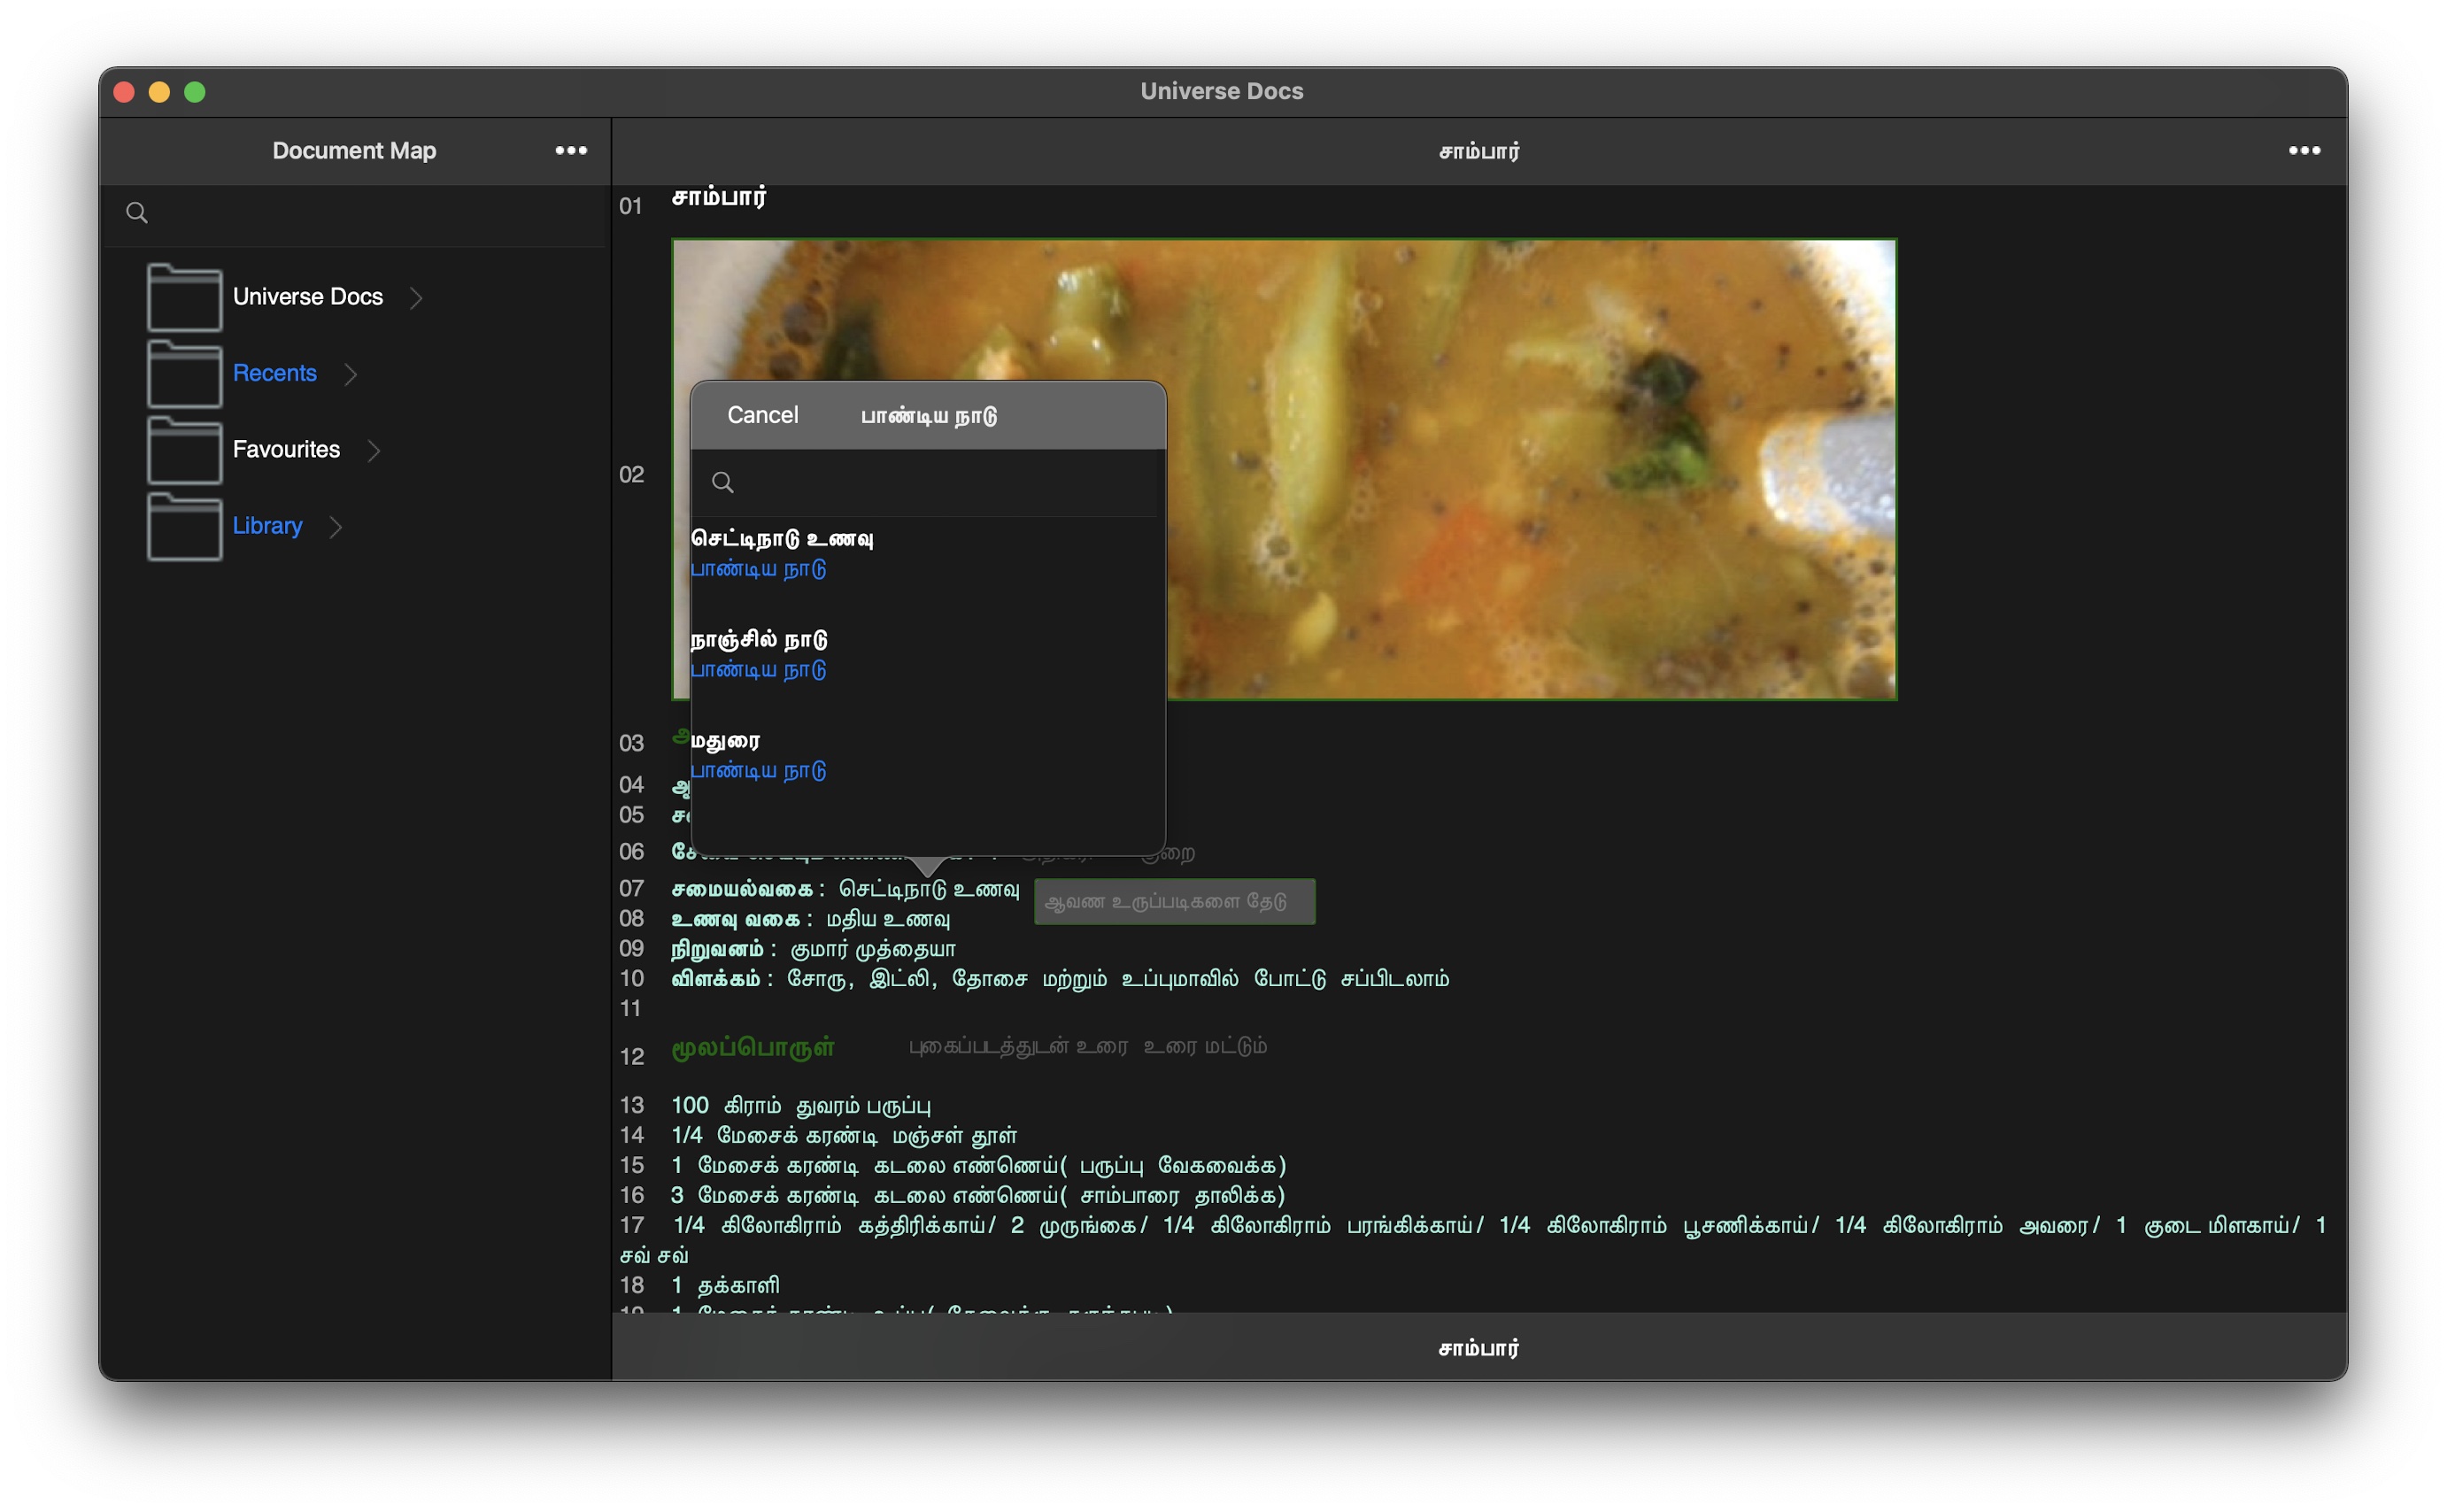 Universe Docs
Document Map •••
சாம்பார் •••
Universe Docs
Recents
Favourites
Library
01 சாம்பார்
02
Cancel பாண்டிய நாடு
செட்டிநாடு உணவு
பாண்டிய நாடு
நாஞ்சில் நாடு
பாண்டிய நாடு
மதுரை
பாண்டிய நாடு
03
04
05
06
07 சமையல்வகை : செட்டிநாடு உணவு
ஆவண உருப்படிகளை தேடு
08 உணவு வகை : மதிய உணவு
09 நிறுவனம் : குமார் முத்தையா
10 விளக்கம் : சோரு, இட்லி, தோசை மற்றும் உப்புமாவில் போட்டு சப்பிடலாம்
11
12 மூலப்பொருள் புகைப்படத்துடன் உரை உரை மட்டும்
13 100 கிராம் துவரம் பருப்பு
14 1/4 மேசைக் கரண்டி மஞ்சள் தூள்
15 1 மேசைக் கரண்டி கடலை எண்ணெய்( பருப்பு வேகவைக்க)
16 3 மேசைக் கரண்டி கடலை எண்ணெய்( சாம்பாரை தாலிக்க)
17 1/4 கிலோகிராம் கத்திரிக்காய்/ 2 முருங்கை/ 1/4 கிலோகிராம் பரங்கிக்காய்/ 1/4 கிலோகிராம் பூசணிக்காய்/ 1/4 கிலோகிராம் அவரை/ 1 குடை மிளகாய்/ 1
சவ் சவ்
18 1 தக்காளி
சாம்பார்